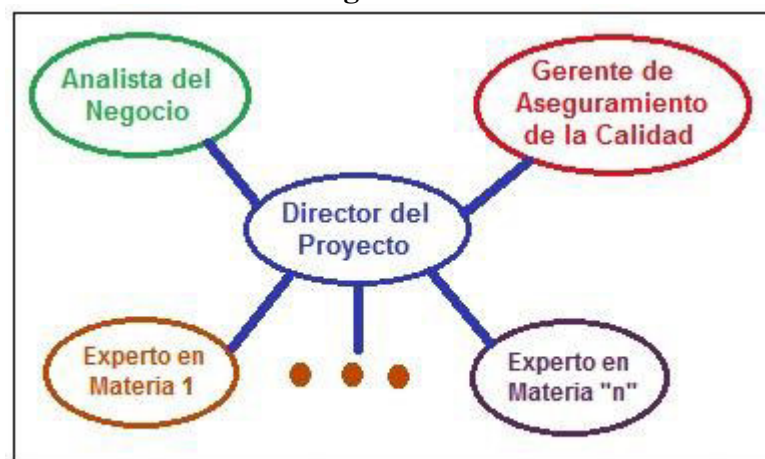 Analista del
Negocio
Gerente de
Aseguramiento
de la Calidad
Director del
Proyecto
Experto en
Materia 1
Experto en
Materia "n"